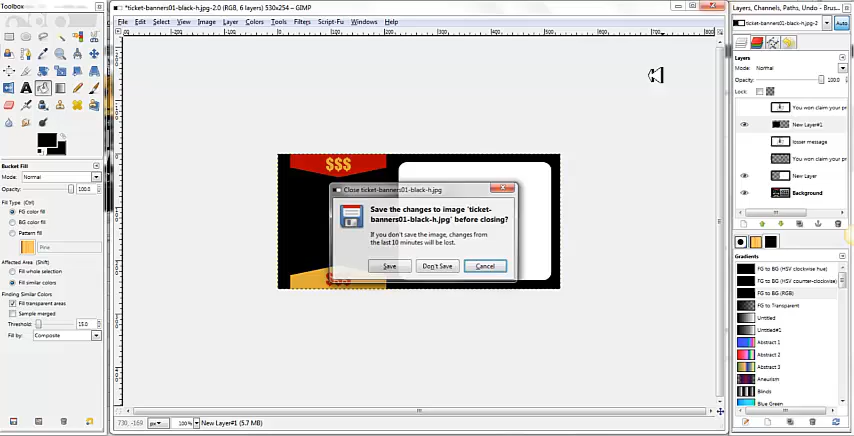 Toolbox
*ticket-banners01-black-h.jpg-2.0 (RGB, 6 layers) 530x254 – GIMP
Layers, Channels, Paths, Undo - Brus...
File Edit Select View Image Layer Colors Tools Filters Script-Fu Windows Help
ticket-banners01-black-h.jpg-2
Auto
Layers
Mode: Normal
Opacity: 100.0
Lock:
You won claim your pr
New Layer#1
losser message
You won claim your pr
New Layer
Background
Bucket Fill
Mode: Normal
Opacity: 100.0
Fill Type (Ctrl)
FG color fill
BG color fill
Pattern fill
Pine
Affected Area (Shift)
Fill whole selection
Fill similar colors
Finding Similar Colors
Fill transparent areas
Sample merged
Threshold: 15.0
Fill by: Composite
$$$
Close ticket-banners01-black-h.jpg
Save the changes to image 'ticket-
banners01-black-h.jpg' before closing?
If you don't save the image, changes from
the last 10 minutes will be lost.
Save Don't Save Cancel
$$$
Gradients
FG to BG (HSV clockwise hue)
FG to BG (HSV counter-clockwise)
FG to BG (RGB)
FG to Transparent
Untitled
Untitled#1
Abstract 1
Abstract 2
Abstract 3
Aneurism
Blinds
Blue Green
730, -169 px 100% New Layer#1 (5.7 MB)